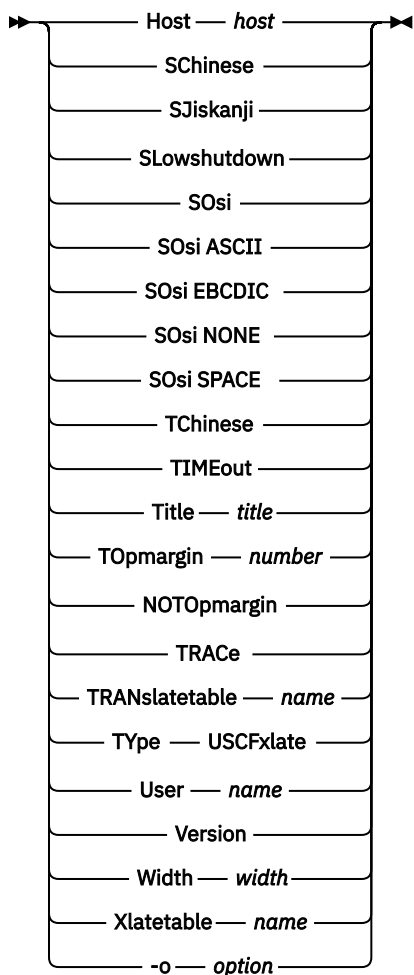 Host host
SChinese
SJiskanji
SLowshutdown
SOsi
SOsi ASCII
SOsi EBCDIC
SOsi NONE
SOsi SPACE
TChinese
TIMEout
Title title
TOpmargin number
NOTOpmargin
TRACe
TRANslatetable name
TYpe USCFxlate
User name
Version
Width width
Xlatetable name
-o option